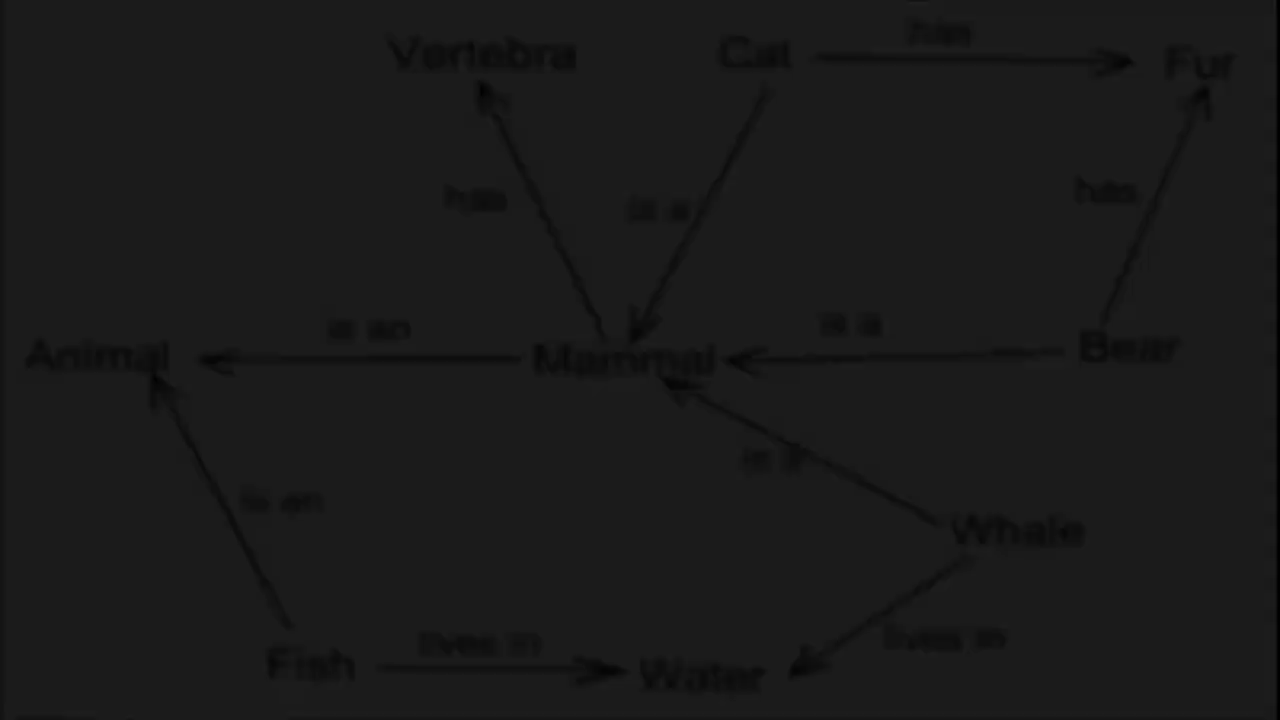 has
Vertebra Cat Fur
has is a has
is an is a
Animal Mammal Bear
is a
is an
Whale
lives in lives in
Fish Water